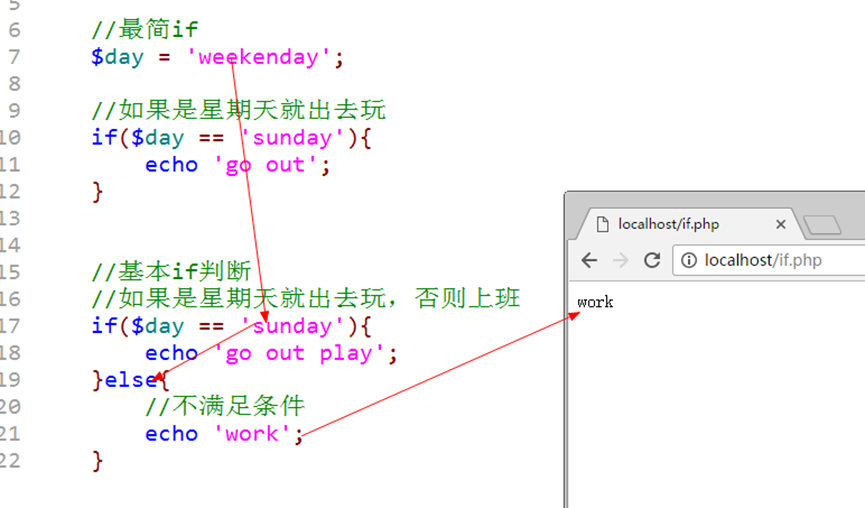 5
6 //最简if
7 $day = 'weekenday';
8
9 //如果是星期天就出去玩
10 if($day == 'sunday'){
11 echo 'go out';
12 }
13
14
15 //基本if判断
16 //如果是星期天就出去玩，否则上班
17 if($day == 'sunday'){
18 echo 'go out play';
19 }else{
20 //不满足条件
21 echo 'work';
22 }
localhost/if.php
localhost/if.php
work